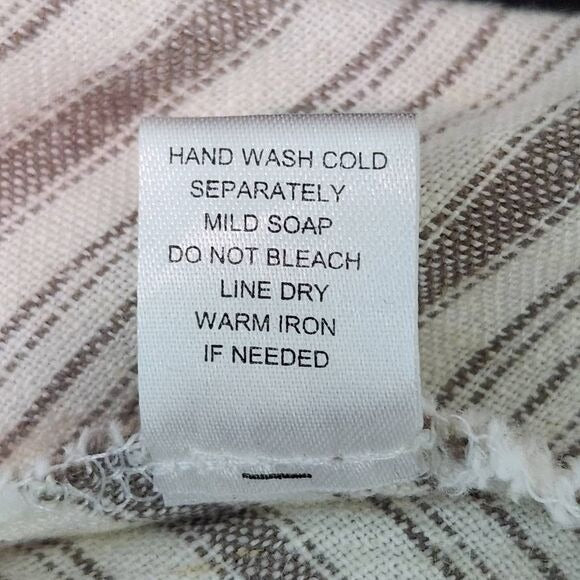 HAND WASH COLD
SEPARATELY
MILD SOAP
DO NOT BLEACH
LINE DRY
WARM IRON
IF NEEDED